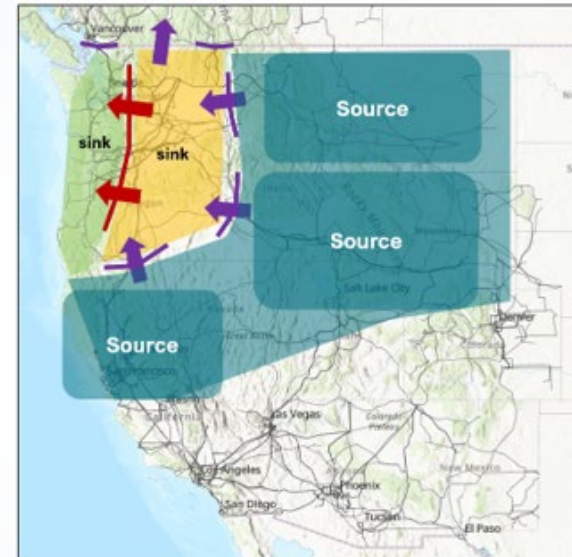 Vancouver
Source
sink
sink
Source
Salt Lake City
Denver
Source
Las Vegas
Los Angeles
Phoenix
San Diego
Tucson
El Paso
New Mexico